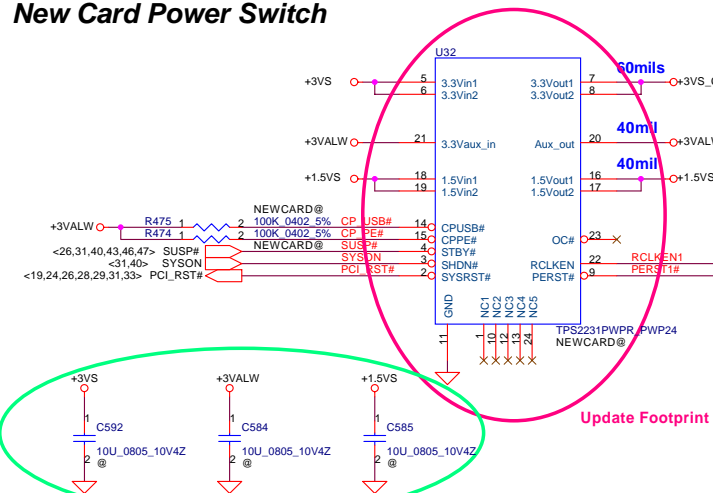 New Card Power Switch
U32
60mils
+3VS 5 3.3Vin1 3.3Vout1 7 +3VS_
6 3.3Vin2 3.3Vout2 8
40mil
+3VALW 21 3.3Vaux_in Aux_out 20 +3VALW
40mil
+1.5VS 18 1.5Vin1 1.5Vout1 16 +1.5VS
19 1.5Vin2 1.5Vout2 17
NEWCARD@
+3VALW R475 1 2 100K_0402_5% CP_USB# 14 CPUSB#
R474 1 2 100K_0402_5% CP_PE# 15 CPPE# OC# 23
NEWCARD@
<26,31,40,43,46,47> SUSP# SUSP# 4 STBY#
<31,40> SYSON SYSON 3 SHDN# RCLKEN 22 RCLKEN1
<19,24,26,28,29,31,33> PCI_RST# PCI_RST# 2 SYSRST# PERST# 9 PERST1#
GND NC1 NC2 NC3 NC4 NC5
11 1 10 12 13 24
TPS2231PWPR_PWP24
NEWCARD@
+3VS +3VALW +1.5VS
1 1 1
C592 C584 C585
10U_0805_10V4Z 10U_0805_10V4Z 10U_0805_10V4Z
2 @ 2 @ 2 @
Update Footprint